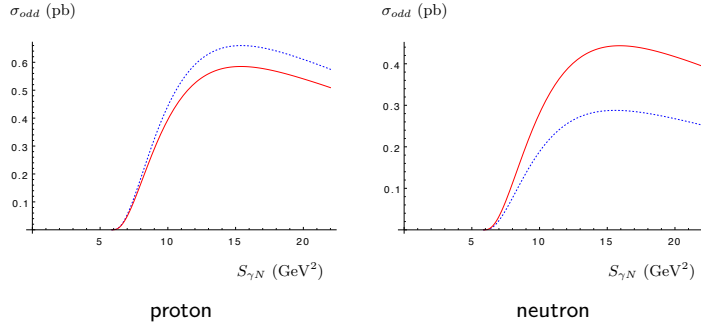 σ_odd (pb)
0.6
0.5
0.4
0.3
0.2
0.1
5 10 15 20
S_γN (GeV²)
proton
σ_odd (pb)
0.4
0.3
0.2
0.1
5 10 15 20
S_γN (GeV²)
neutron